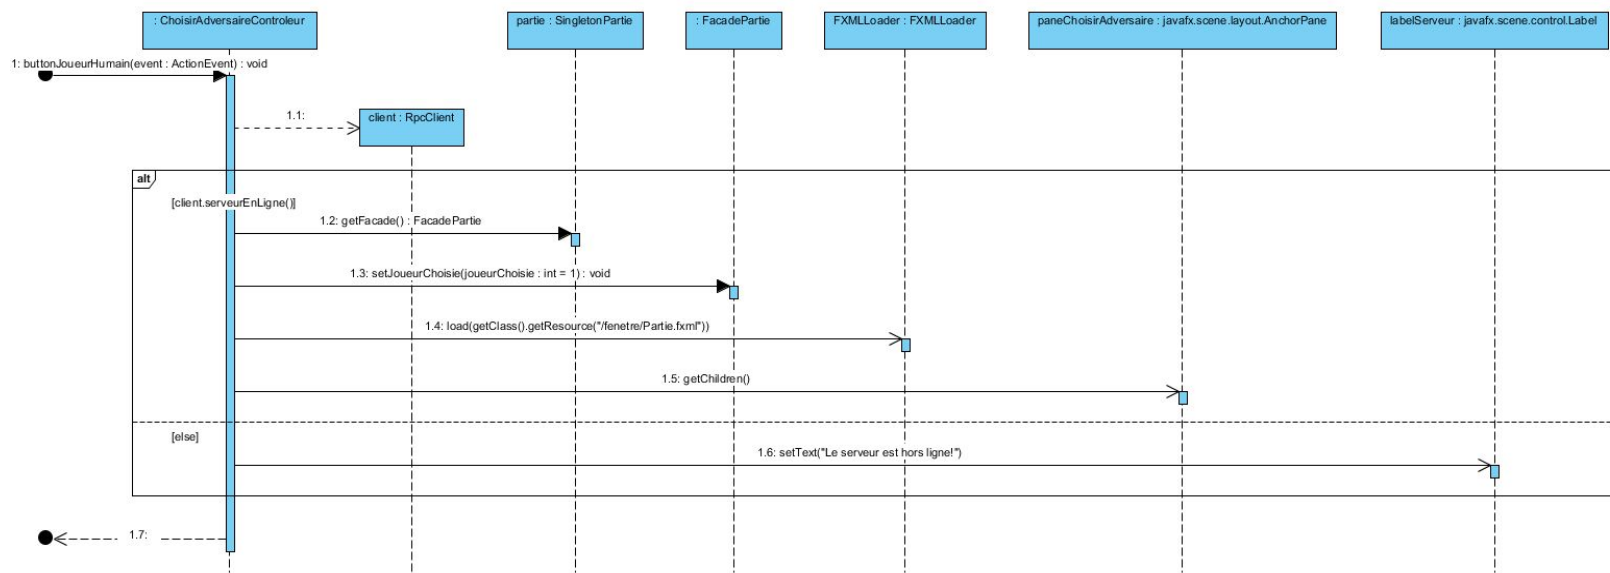 : ChoisirAdversaireControleur
partie : SingletonPartie
: FacadePartie
FXMLLoader : FXMLLoader
paneChoisirAdversaire : javafx.scene.layout.AnchorPane
labelServeur : javafx.scene.control.Label
1: buttonJoueurHumain(event : ActionEvent) : void
1.1:
client : RpcClient
alt
[client.serveurEnLigne()]
1.2: getFacade() : FacadePartie
1.3: setJoueurChoisie(joueurChoisie : int = 1) : void
1.4: load(getClass().getResource("/fenetre/Partie.fxml"))
1.5: getChildren()
[else]
1.6: setText("Le serveur est hors ligne!")
1.7: